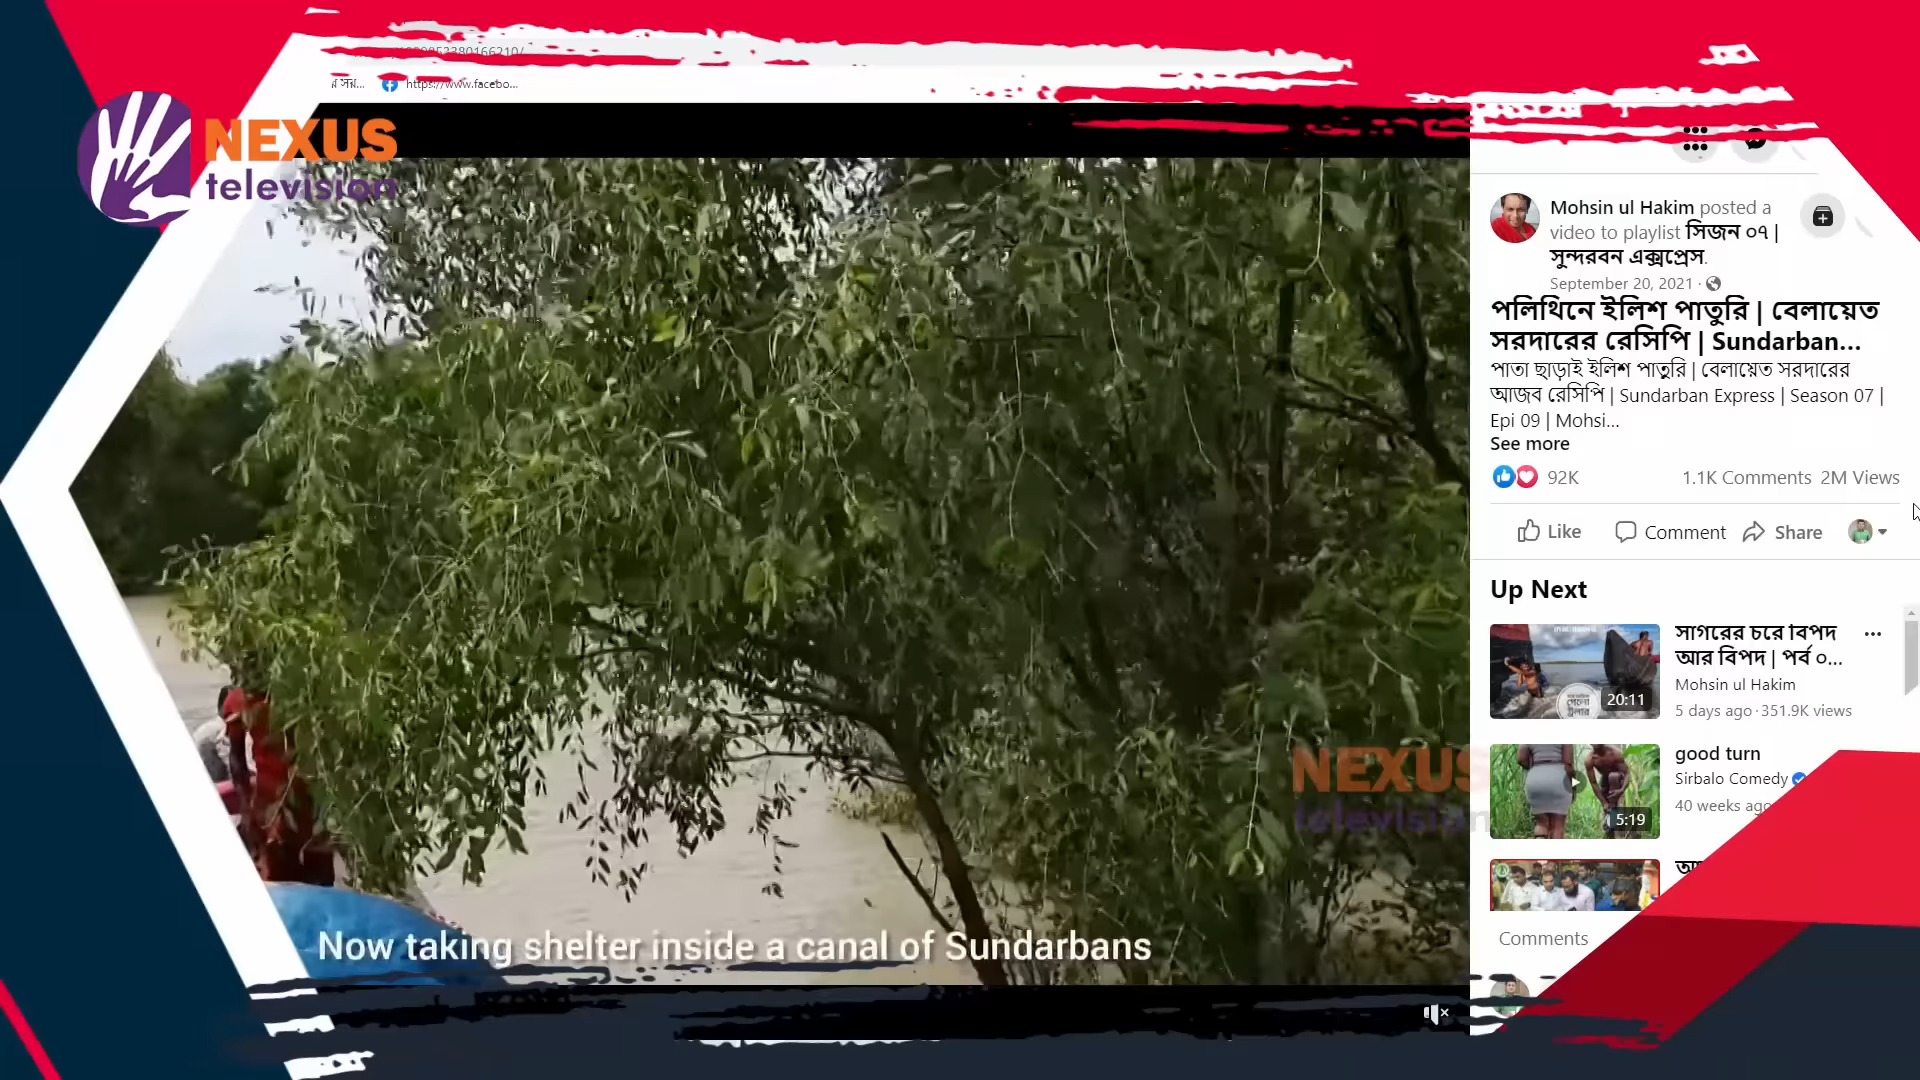 https://www.facebo...
NEXUS
television
Mohsin ul Hakim posted a
video to playlist সিজন ০৭ |
সুন্দরবন এক্সপ্রেস.
September 20, 2021
পলিথিনে ইলিশ পাতুরি | বেলায়েত
সরদারের রেসিপি | Sundarban...
পাতা ছাড়াই ইলিশ পাতুরি | বেলায়েত সরদারের
আজব রেসিপি | Sundarban Express | Season 07 |
Epi 09 | Mohsi...
See more
92K 1.1K Comments 2M Views
Like Comment Share
Up Next
সাগরের চরে বিপদ
আর বিপদ | পর্ব ০...
Mohsin ul Hakim
5 days ago · 351.9K views
20:11
good turn
Sirbalo Comedy
40 weeks ago
5:19
NEXUS
television
Comments
Now taking shelter inside a canal of Sundarbans